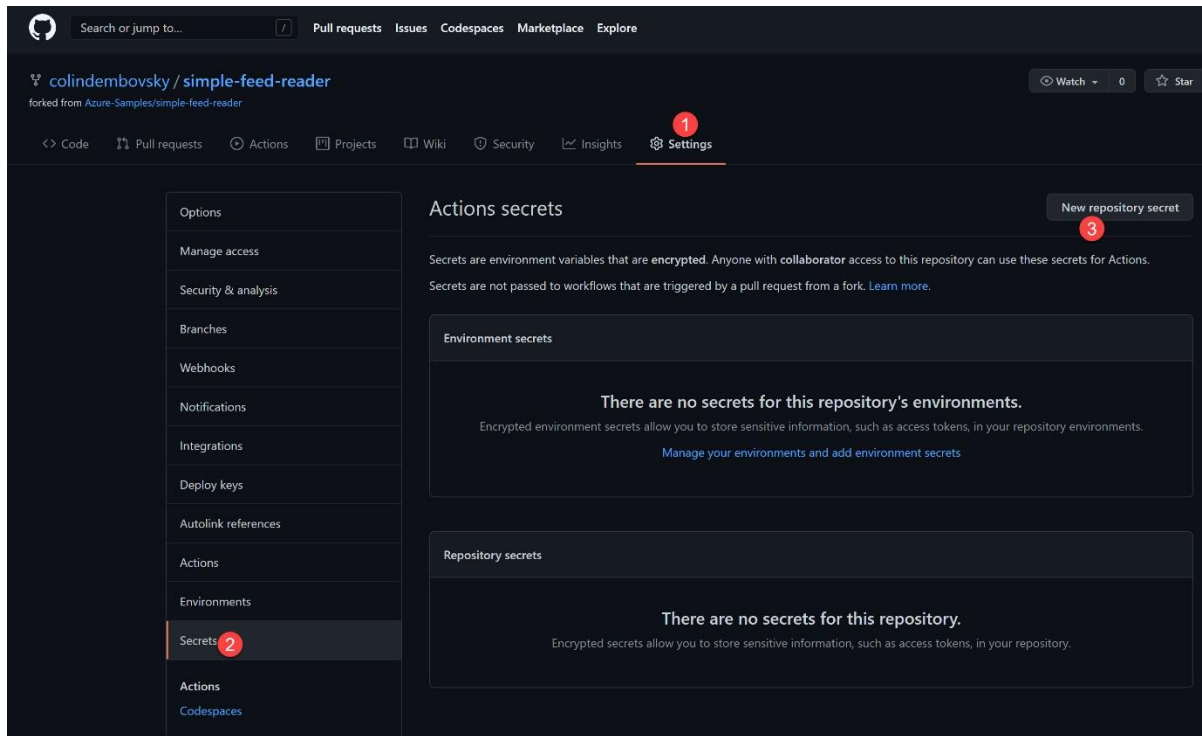 Search or jump to... / Pull requests Issues Codespaces Marketplace Explore
colindembovsky / simple-feed-reader
Watch 0 Star
forked from Azure-Samples/simple-feed-reader
1
<> Code Pull requests Actions Projects Wiki Security Insights Settings
Options
Manage access
Security & analysis
Branches
Webhooks
Notifications
Integrations
Deploy keys
Autolink references
Actions
Environments
Secrets 2
Actions
Codespaces
Actions secrets
New repository secret
3
Secrets are environment variables that are encrypted. Anyone with collaborator access to this repository can use these secrets for Actions.
Secrets are not passed to workflows that are triggered by a pull request from a fork. Learn more.
Environment secrets
There are no secrets for this repository's environments.
Encrypted environment secrets allow you to store sensitive information, such as access tokens, in your repository environments.
Manage your environments and add environment secrets
Repository secrets
There are no secrets for this repository.
Encrypted secrets allow you to store sensitive information, such as access tokens, in your repository.